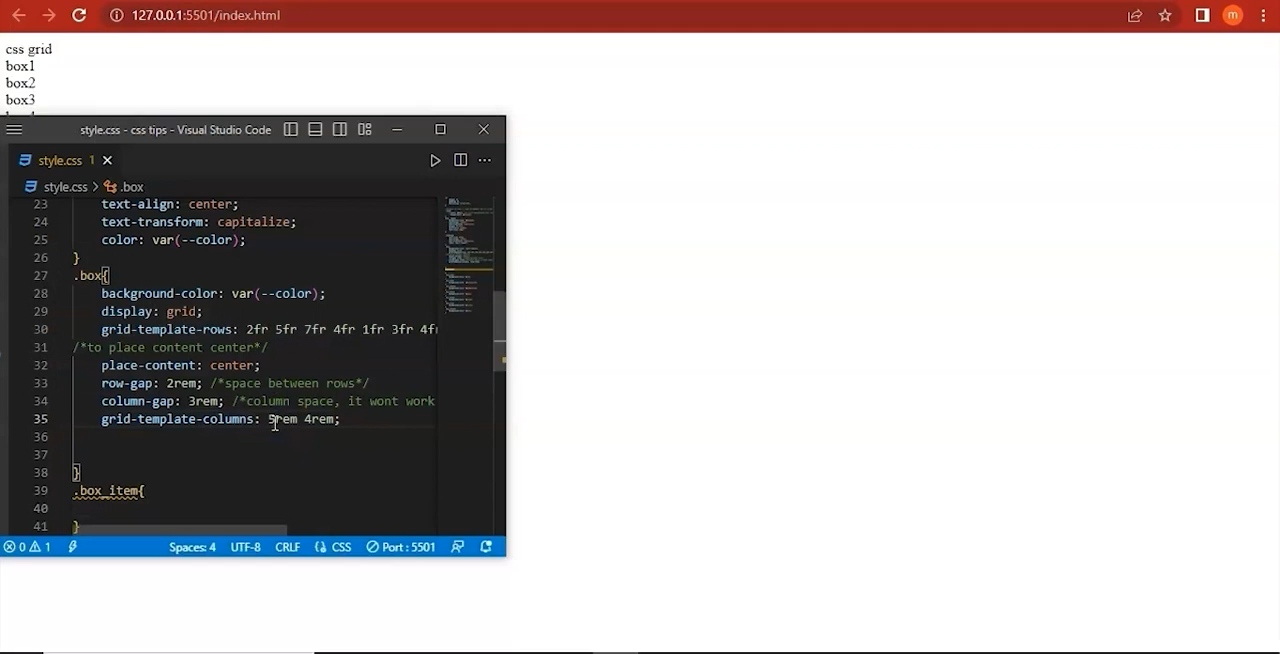 127.0.0.1:5501/index.html
m
css grid
box1
box2
box3
style.css - css tips - Visual Studio Code
style.css 1
style.css > .box
23 text-align: center;
24 text-transform: capitalize;
25 color: var(--color);
26 }
27 .box{
28 background-color: var(--color);
29 display: grid;
30 grid-template-rows: 2fr 5fr 7fr 4fr 1fr 3fr 4fr
31 /*to place content center*/
32 place-content: center;
33 row-gap: 2rem; /*space between rows*/
34 column-gap: 3rem; /*column space, it wont work
35 grid-template-columns: 5rem 4rem;
36
37
38 }
39 .box_item{
40
41 }
0 1 Spaces: 4 UTF-8 CRLF CSS Port : 5501